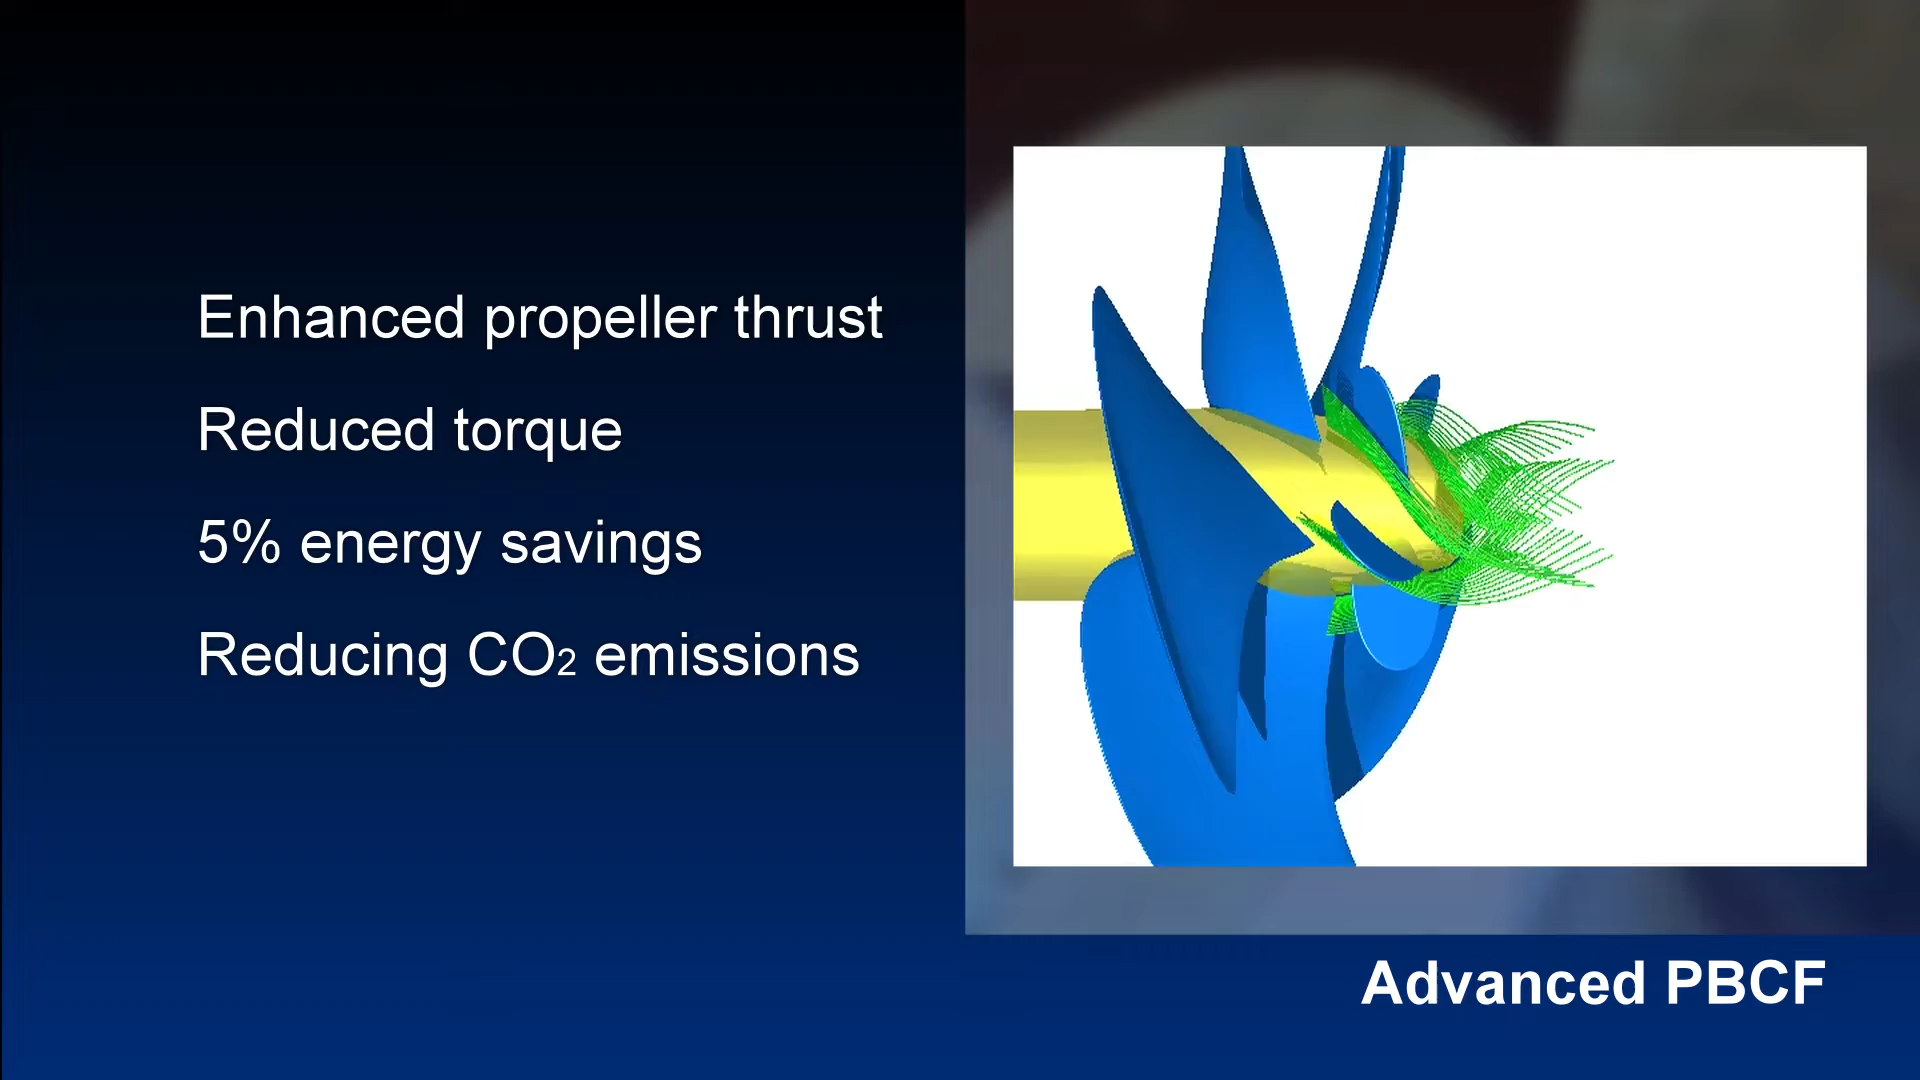 Enhanced propeller thrust
Reduced torque
5% energy savings
Reducing CO₂ emissions
Advanced PBCF